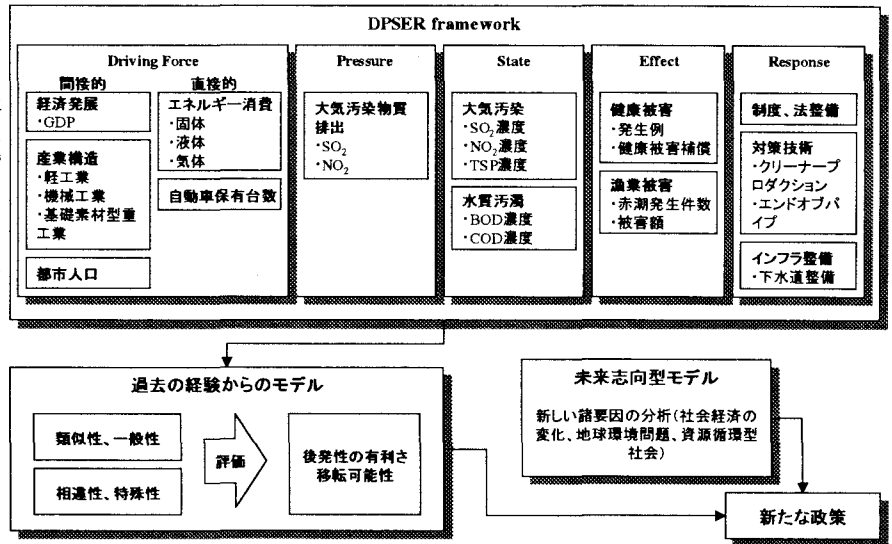 DPSER framework
Driving Force
間接的
直接的
経済発展
・GDP
産業構造
・軽工業
・機械工業
・基礎素材型重
工業
都市人口
エネルギー消費
・固体
・液体
・気体
自動車保有台数
Pressure
大気汚染物質
排出
・SO₂
・NO₂
State
大気汚染
・SO₂濃度
・NO₂濃度
・TSP濃度
水質汚濁
・BOD濃度
・COD濃度
Effect
健康被害
・発生例
・健康被害補償
漁業被害
・赤潮発生件数
・被害額
Response
制度、法整備
対策技術
・クリーナープ
ロダクション
・エンドオブパ
イプ
インフラ整備
・下水道整備
過去の経験からのモデル
類似性、一般性
相違性、特殊性
評価
後発性の有利さ
移転可能性
未来志向型モデル
新しい諸要因の分析(社会経済の
変化、地球環境問題、資源循環型
社会)
新たな政策